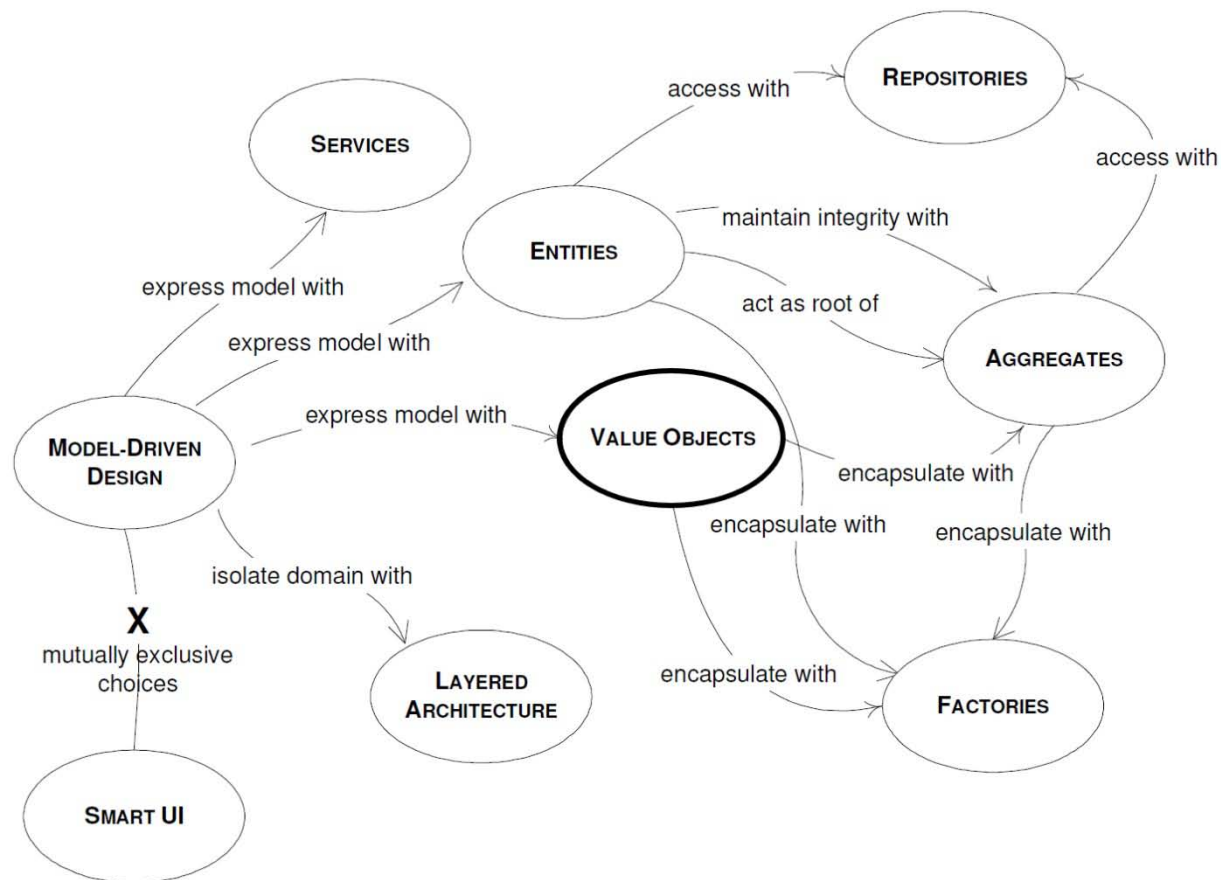 REPOSITORIES
access with
SERVICES
access with
maintain integrity with
ENTITIES
express model with
act as root of
express model with
AGGREGATES
express model with
VALUE OBJECTS
MODEL-DRIVEN
DESIGN
encapsulate with
encapsulate with
encapsulate with
isolate domain with
X
mutually exclusive
choices
encapsulate with
LAYERED
ARCHITECTURE
FACTORIES
SMART UI